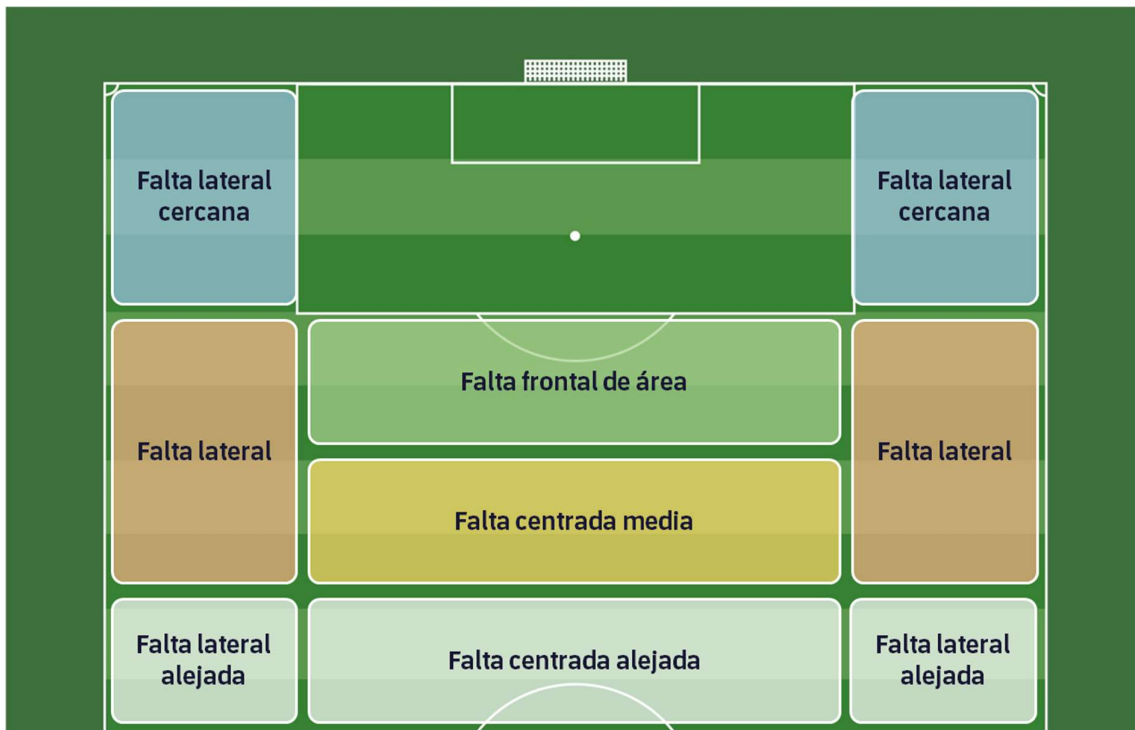 Falta lateral
cercana
Falta lateral
cercana
Falta frontal de área
Falta lateral
Falta lateral
Falta centrada media
Falta lateral
alejada
Falta centrada alejada
Falta lateral
alejada